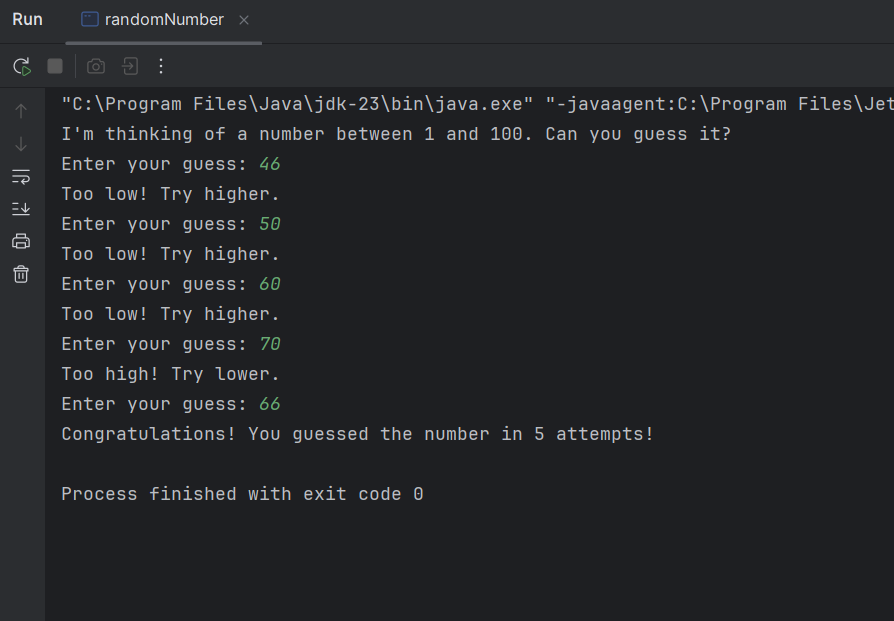 Run randomNumber
"C:\Program Files\Java\jdk-23\bin\java.exe" "-javaagent:C:\Program Files\Jet
I'm thinking of a number between 1 and 100. Can you guess it?
Enter your guess: 46
Too low! Try higher.
Enter your guess: 50
Too low! Try higher.
Enter your guess: 60
Too low! Try higher.
Enter your guess: 70
Too high! Try lower.
Enter your guess: 66
Congratulations! You guessed the number in 5 attempts!
Process finished with exit code 0